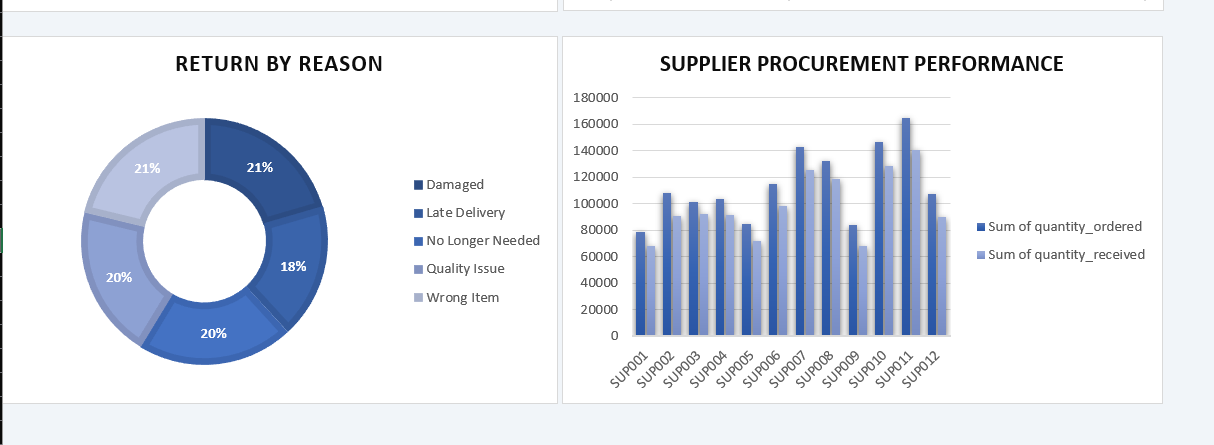 RETURN BY REASON
21%
21%
18%
20%
20%
Damaged
Late Delivery
No Longer Needed
Quality Issue
Wrong Item
SUPPLIER PROCUREMENT PERFORMANCE
180000
160000
140000
120000
100000
80000
60000
40000
20000
0
SUP001
SUP002
SUP003
SUP004
SUP005
SUP006
SUP007
SUP008
SUP009
SUP010
SUP011
SUP012
Sum of quantity_ordered
Sum of quantity_received